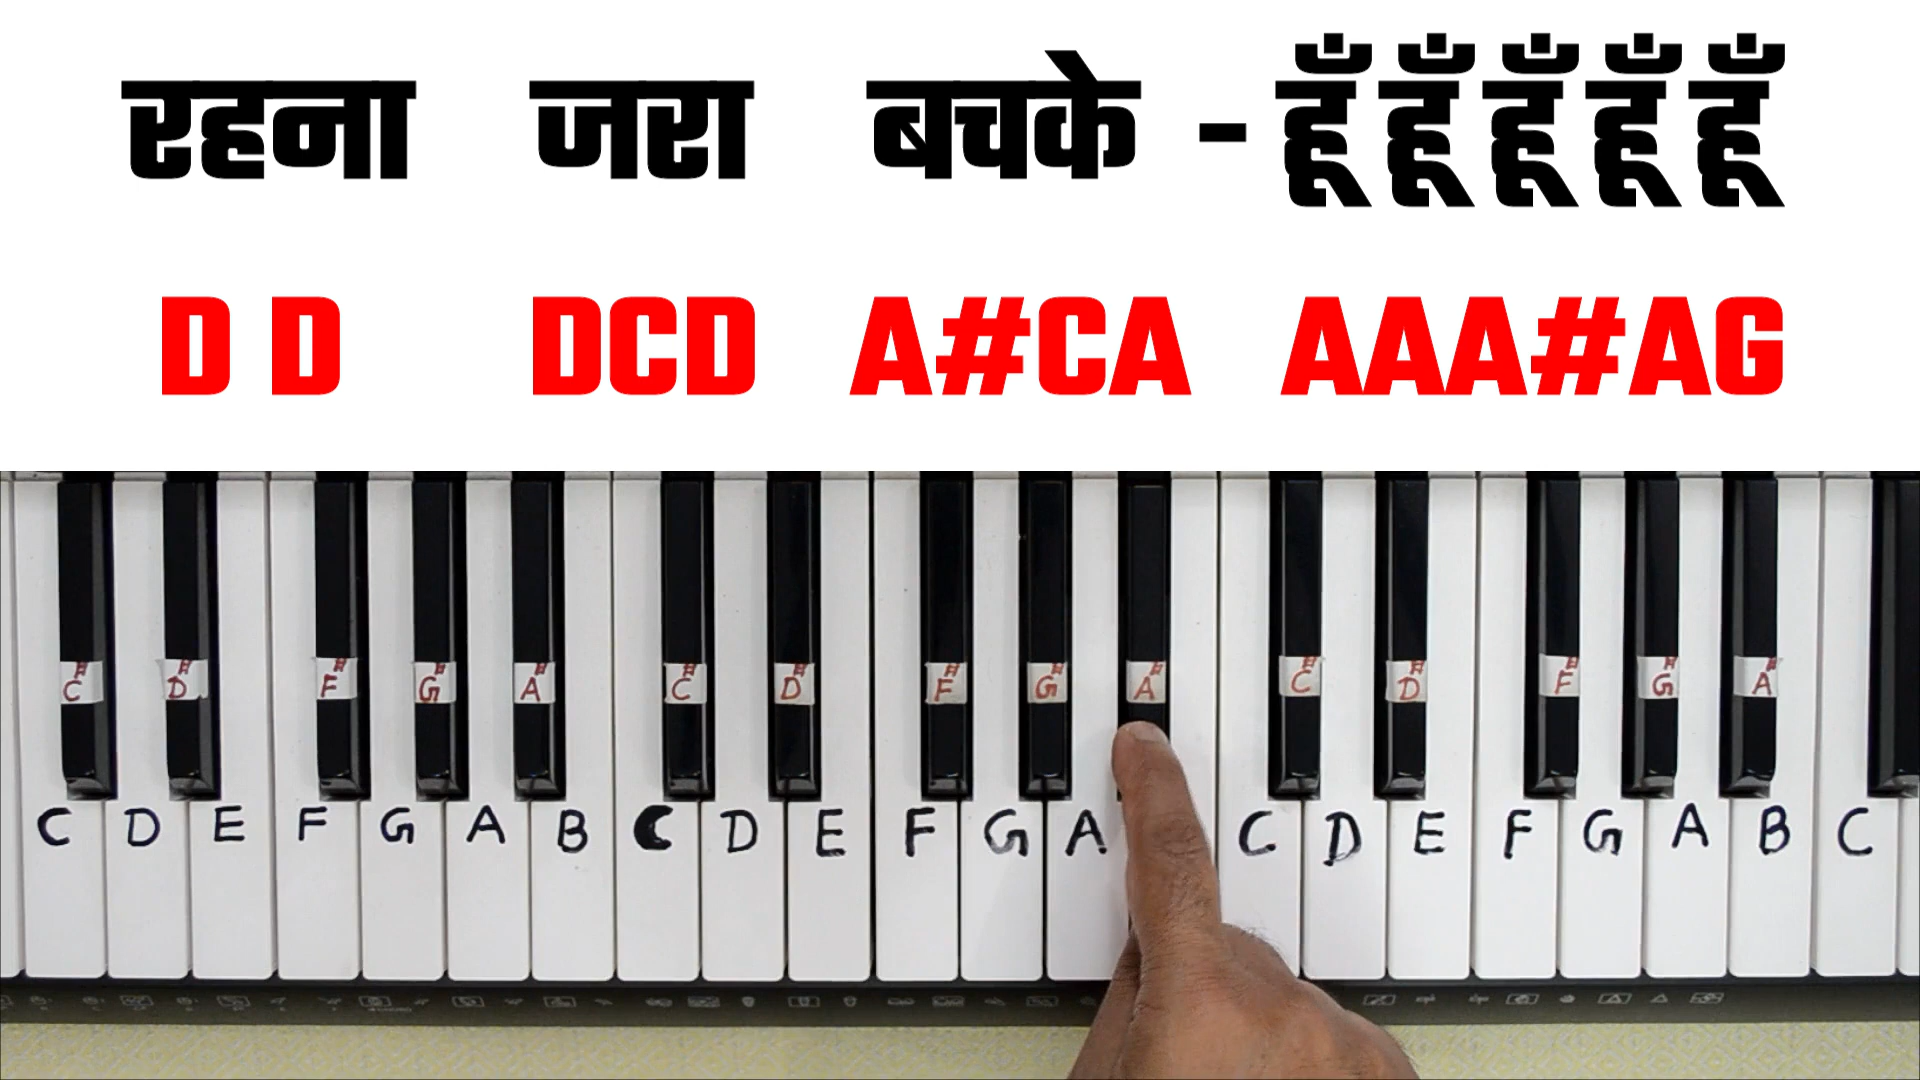 रहना जरा बचके - हूँ हूँ हूँ हूँ हूँ
D D DCD A#CA AAA#AG
C# D# F# G# A# C# D# F# G# A# C# D# F# G# A#
C D E F G A B C D E F G A C D E F G A B C